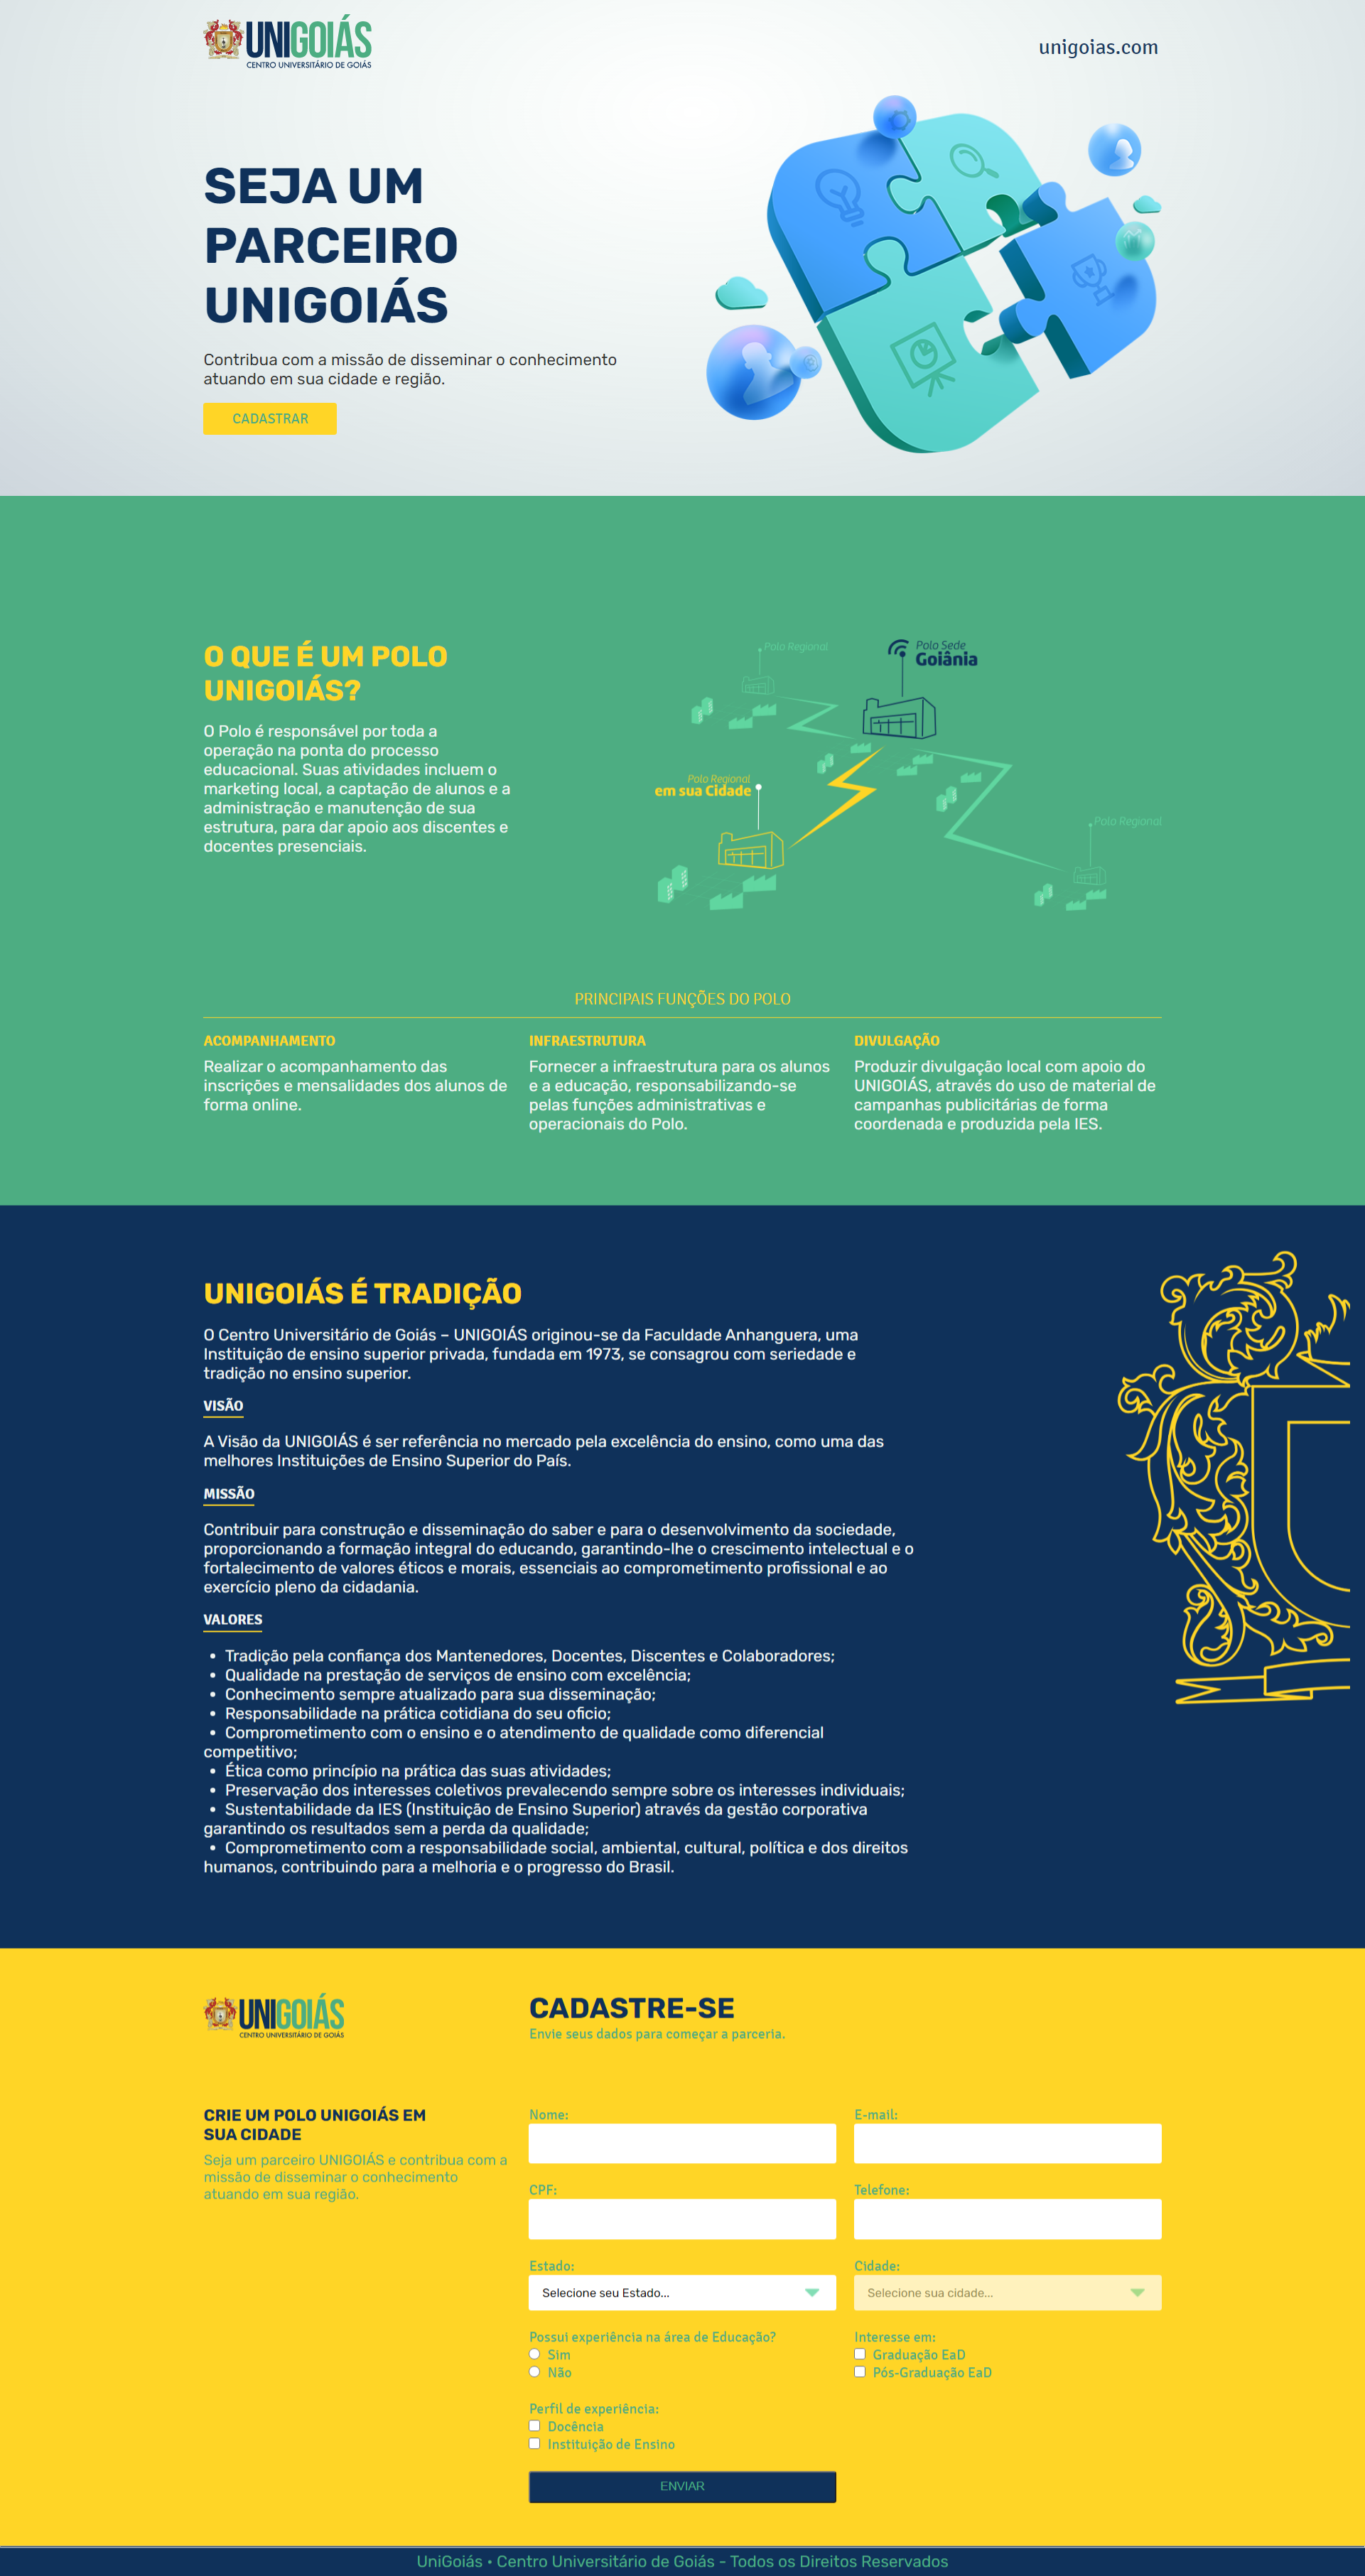 UNIGOIÁS
CENTRO UNIVERSITÁRIO DE GOIÁS
unigoias.com
SEJA UM
PARCEIRO
UNIGOIÁS
Contribua com a missão de disseminar o conhecimento
atuando em sua cidade e região.
CADASTRAR
O QUE É UM POLO
UNIGOIÁS?
O Polo é responsável por toda a
operação na ponta do processo
educacional. Suas atividades incluem o
marketing local, a captação de alunos e a
administração e manutenção de sua
estrutura, para dar apoio aos discentes e
docentes presenciais.
Polo Regional
Polo Sede
Goiânia
Polo Regional
em sua Cidade
Polo Regional
PRINCIPAIS FUNÇÕES DO POLO
ACOMPANHAMENTO
Realizar o acompanhamento das
inscrições e mensalidades dos alunos de
forma online.
INFRAESTRUTURA
Fornecer a infraestrutura para os alunos
e a educação, responsabilizando-se
pelas funções administrativas e
operacionais do Polo.
DIVULGAÇÃO
Produzir divulgação local com apoio do
UNIGOIÁS, através do uso de material de
campanhas publicitárias de forma
coordenada e produzida pela IES.
UNIGOIÁS É TRADIÇÃO
O Centro Universitário de Goiás – UNIGOIÁS originou-se da Faculdade Anhanguera, uma
Instituição de ensino superior privada, fundada em 1973, se consagrou com seriedade e
tradição no ensino superior.
VISÃO
A Visão da UNIGOIÁS é ser referência no mercado pela excelência do ensino, como uma das
melhores Instituições de Ensino Superior do País.
MISSÃO
Contribuir para construção e disseminação do saber e para o desenvolvimento da sociedade,
proporcionando a formação integral do educando, garantindo-lhe o crescimento intelectual e o
fortalecimento de valores éticos e morais, essenciais ao comprometimento profissional e ao
exercício pleno da cidadania.
VALORES
• Tradição pela confiança dos Mantenedores, Docentes, Discentes e Colaboradores;
• Qualidade na prestação de serviços de ensino com excelência;
• Conhecimento sempre atualizado para sua disseminação;
• Responsabilidade na prática cotidiana do seu oficio;
• Comprometimento com o ensino e o atendimento de qualidade como diferencial
competitivo;
• Ética como princípio na prática das suas atividades;
• Preservação dos interesses coletivos prevalecendo sempre sobre os interesses individuais;
• Sustentabilidade da IES (Instituição de Ensino Superior) através da gestão corporativa
garantindo os resultados sem a perda da qualidade;
• Comprometimento com a responsabilidade social, ambiental, cultural, política e dos direitos
humanos, contribuindo para a melhoria e o progresso do Brasil.
UNIGOIÁS
CENTRO UNIVERSITÁRIO DE GOIÁS
CADASTRE-SE
Envie seus dados para começar a parceria.
CRIE UM POLO UNIGOIÁS EM
SUA CIDADE
Seja um parceiro UNIGOIÁS e contribua com a
missão de disseminar o conhecimento
atuando em sua região.
Nome:
E-mail:
CPF:
Telefone:
Estado:
Cidade:
Selecione seu Estado...
Selecione sua cidade...
Possui experiência na área de Educação?
Sim
Não
Interesse em:
Graduação EaD
Pós-Graduação EaD
Perfil de experiência:
Docência
Instituição de Ensino
ENVIAR
UniGoiás • Centro Universitário de Goiás - Todos os Direitos Reservados